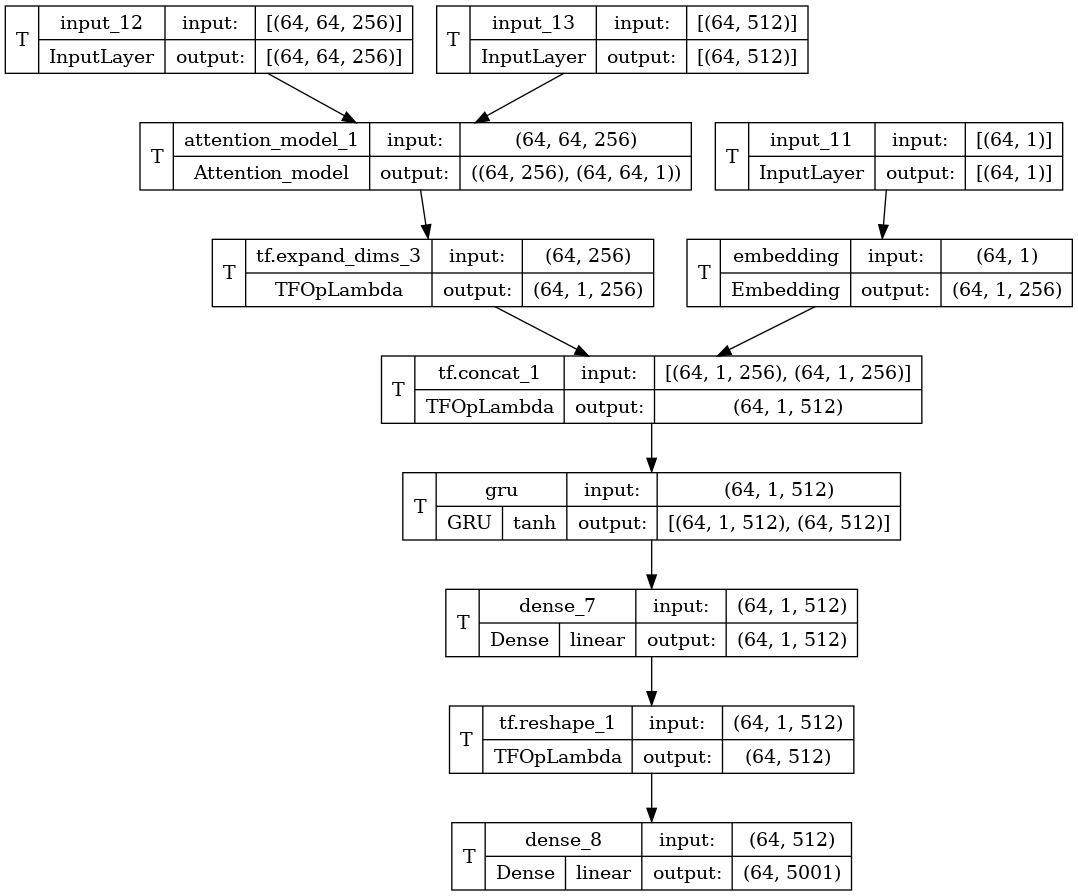 T input_12 input: [(64, 64, 256)]
InputLayer output: [(64, 64, 256)]
T input_13 input: [(64, 512)]
InputLayer output: [(64, 512)]
T attention_model_1 input: (64, 64, 256)
Attention_model output: ((64, 256), (64, 64, 1))
T input_11 input: [(64, 1)]
InputLayer output: [(64, 1)]
T tf.expand_dims_3 input: (64, 256)
TFOpLambda output: (64, 1, 256)
T embedding input: (64, 1)
Embedding output: (64, 1, 256)
T tf.concat_1 input: [(64, 1, 256), (64, 1, 256)]
TFOpLambda output: (64, 1, 512)
T gru input: (64, 1, 512)
GRU tanh output: [(64, 1, 512), (64, 512)]
T dense_7 input: (64, 1, 512)
Dense linear output: (64, 1, 512)
T tf.reshape_1 input: (64, 1, 512)
TFOpLambda output: (64, 512)
T dense_8 input: (64, 512)
Dense linear output: (64, 5001)